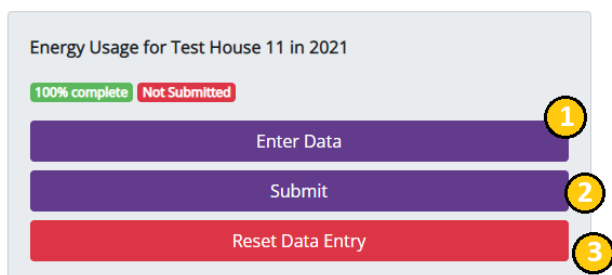 Energy Usage for Test House 11 in 2021
100% complete Not Submitted
1
Enter Data
Submit
2
Reset Data Entry
3